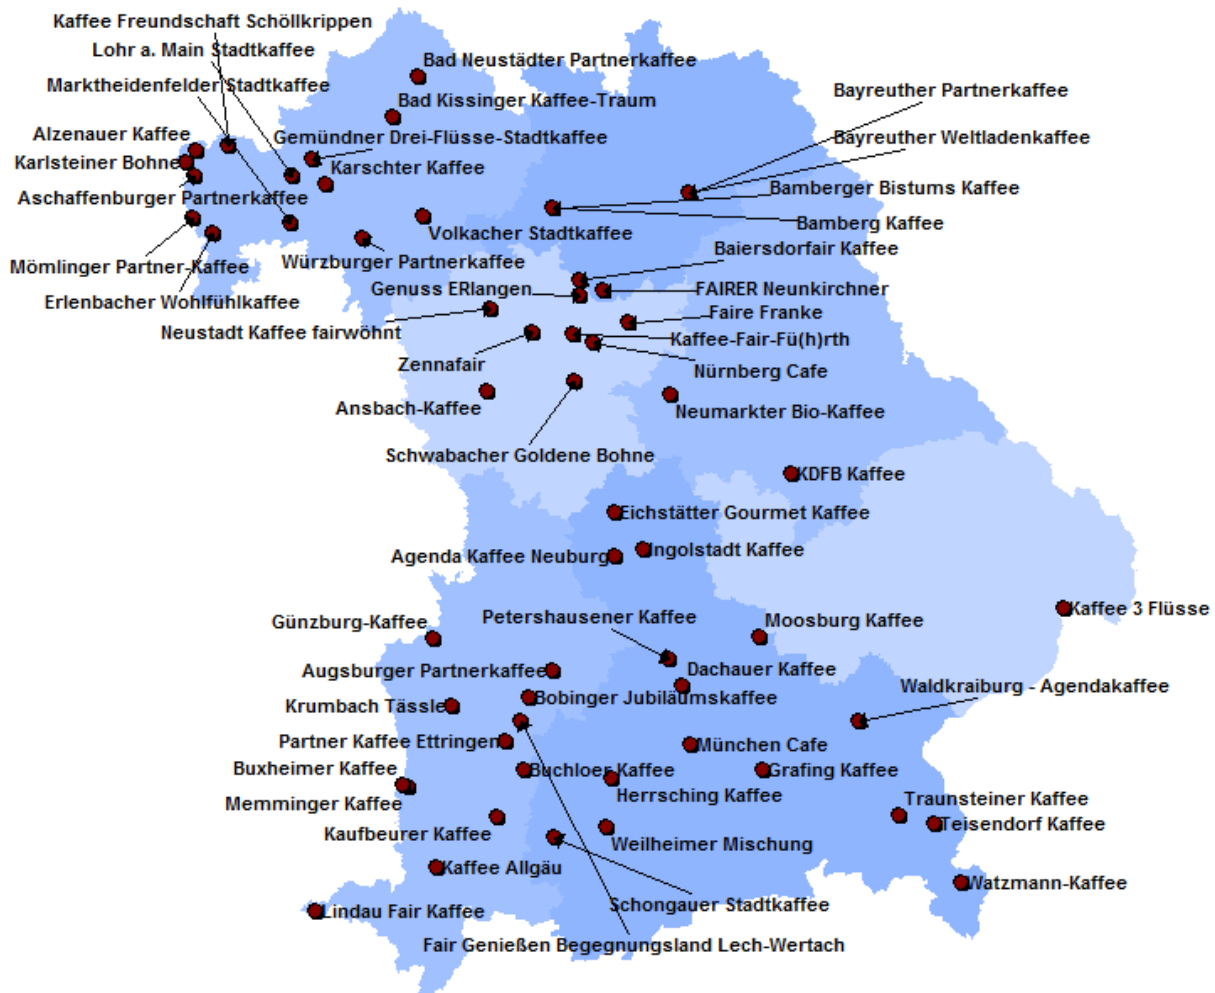 Kaffee Freundschaft Schöllkrippen
Lohr a. Main Stadtkaffee
Bad Neustädter Partnerkaffee
Marktheidenfelder Stadtkaffee
Bayreuther Partnerkaffee
Bad Kissinger Kaffee-Traum
Alzenauer Kaffee
Gemündner Drei-Flüsse-Stadtkaffee
Bayreuther Weltladenkaffee
Karlsteiner Bohne
Karschter Kaffee
Bamberger Bistums Kaffee
Aschaffenburger Partnerkaffee
Bamberg Kaffee
Volkacher Stadtkaffee
Baiersdorfair Kaffee
Mömlinger Partner-Kaffee
Würzburger Partnerkaffee
Genuss ERlangen
FAIRER Neunkirchner
Erlenbacher Wohlfühlkaffee
Faire Franke
Neustadt Kaffee fairwöhnt
Kaffee-Fair-Fü(h)rth
Zennafair
Nürnberg Cafe
Ansbach-Kaffee
Neumarkter Bio-Kaffee
Schwabacher Goldene Bohne
KDFB Kaffee
Eichstätter Gourmet Kaffee
Ingolstadt Kaffee
Agenda Kaffee Neuburg
Kaffee 3 Flüsse
Petershausener Kaffee
Moosburg Kaffee
Günzburg-Kaffee
Augsburger Partnerkaffee
Dachauer Kaffee
Waldkraiburg - Agendakaffee
Bobinger Jubiläumskaffee
Krumbach Tässle
Partner Kaffee Ettringen
München Cafe
Buxheimer Kaffee
Buchloer Kaffee
Grafing Kaffee
Herrsching Kaffee
Traunsteiner Kaffee
Memminger Kaffee
Teisendorf Kaffee
Kaufbeurer Kaffee
Weilheimer Mischung
Kaffee Allgäu
Watzmann-Kaffee
Schongauer Stadtkaffee
Lindau Fair Kaffee
Fair Genießen Begegnungsland Lech-Wertach